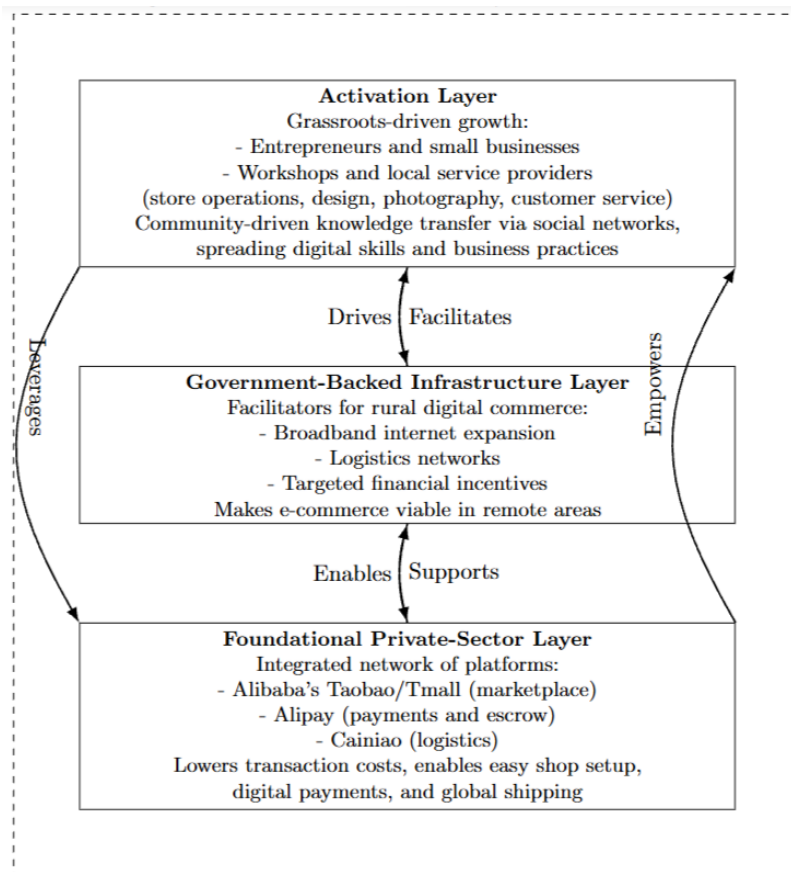 Activation Layer
Grassroots-driven growth:
- Entrepreneurs and small businesses
- Workshops and local service providers
(store operations, design, photography, customer service)
Community-driven knowledge transfer via social networks,
spreading digital skills and business practices
Drives Facilitates
Leverages
Empowers
Government-Backed Infrastructure Layer
Facilitators for rural digital commerce:
- Broadband internet expansion
- Logistics networks
- Targeted financial incentives
Makes e-commerce viable in remote areas
Enables Supports
Foundational Private-Sector Layer
Integrated network of platforms:
- Alibaba's Taobao/Tmall (marketplace)
- Alipay (payments and escrow)
- Cainiao (logistics)
Lowers transaction costs, enables easy shop setup,
digital payments, and global shipping